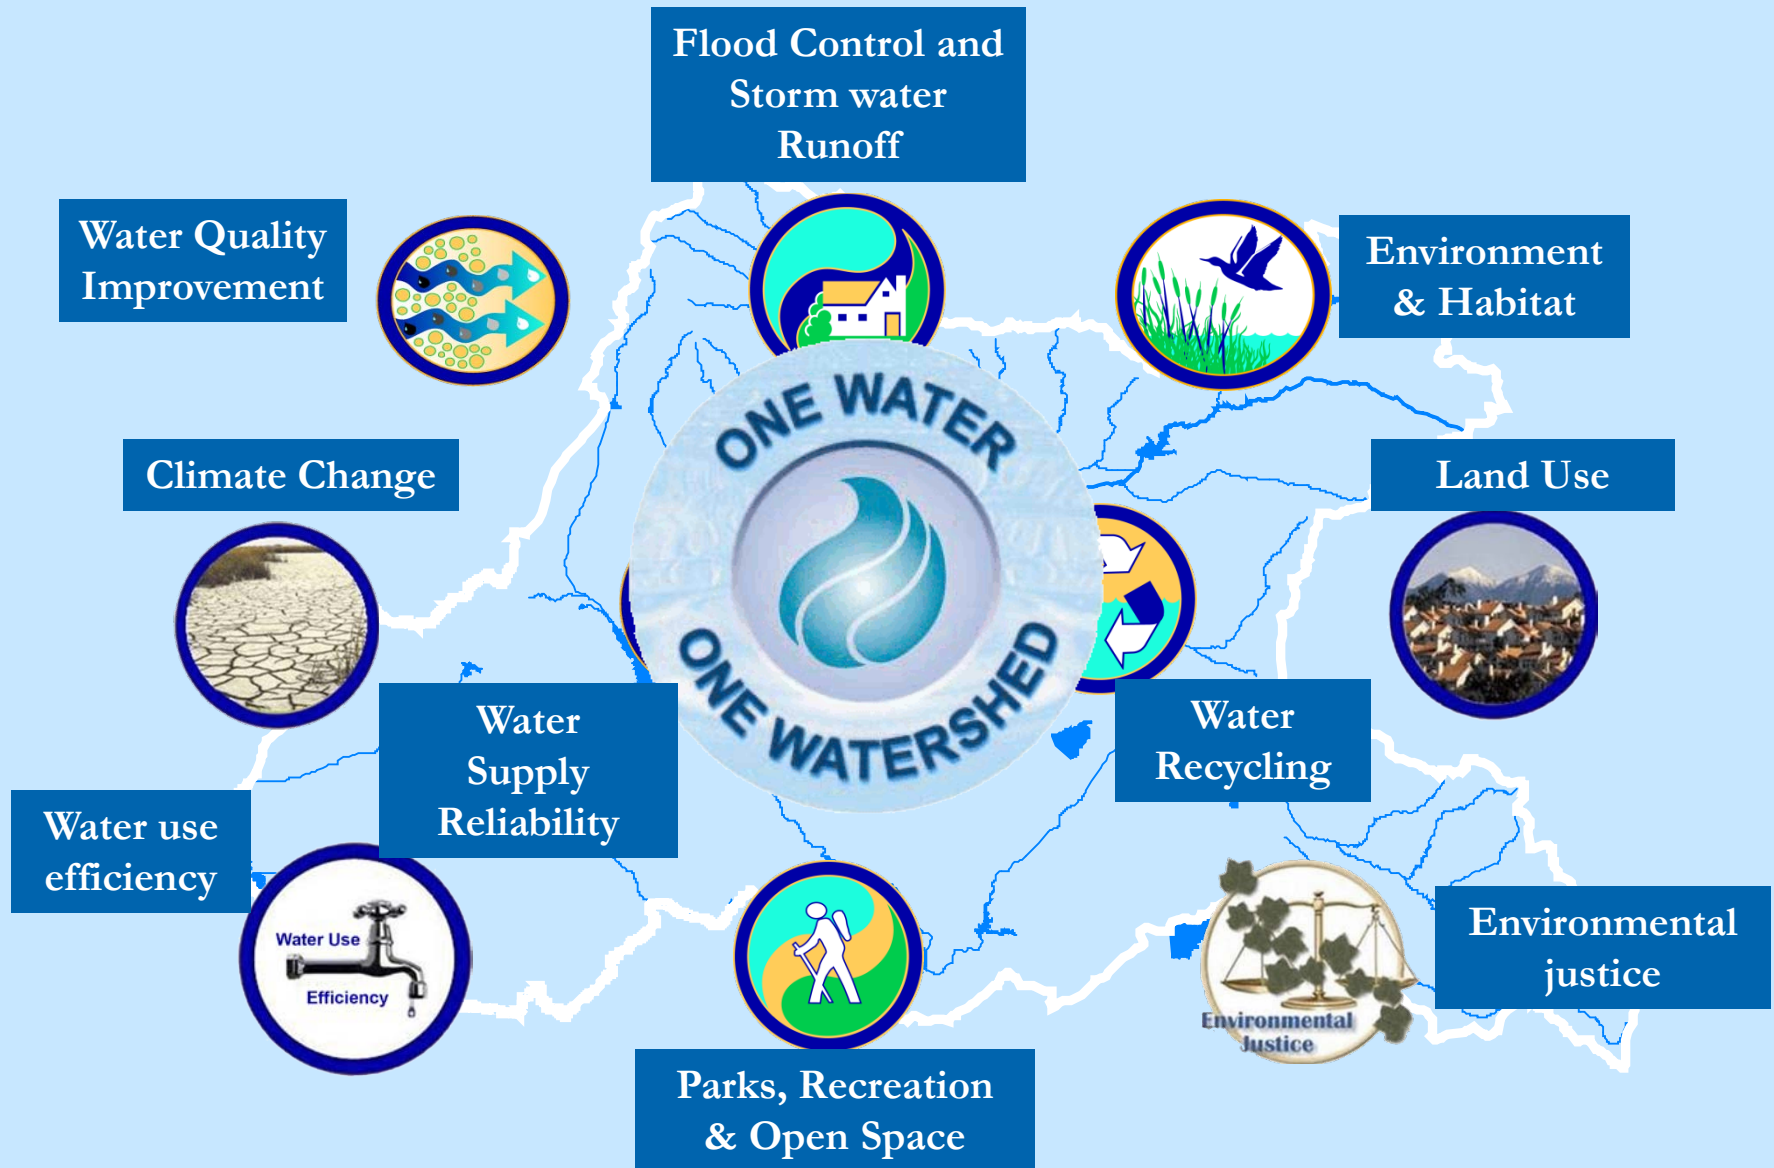 Flood Control and
Storm water
Runoff
Water Quality
Improvement
Environment
& Habitat
ONE WATER
ONE WATERSHED
Climate Change
Land Use
Water
Supply
Reliability
Water
Recycling
Water use
efficiency
Water Use
Efficiency
Environmental
Justice
Environmental
justice
Parks, Recreation
& Open Space